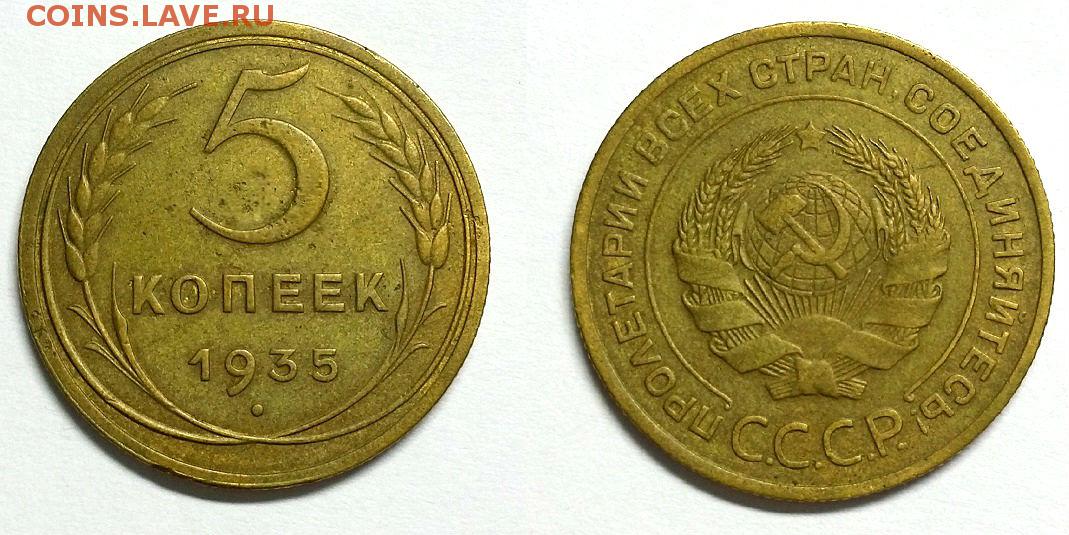 COINS.LAVE.RU
5
КОПЕЕК
1935
ПРОЛЕТАРИИ ВСЕХ СТРАН, СОЕДИНЯЙТЕСЬ!
С.С.С.Р.